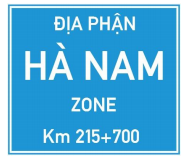 ĐỊA PHẬN
HÀ NAM
ZONE
Km 215+700